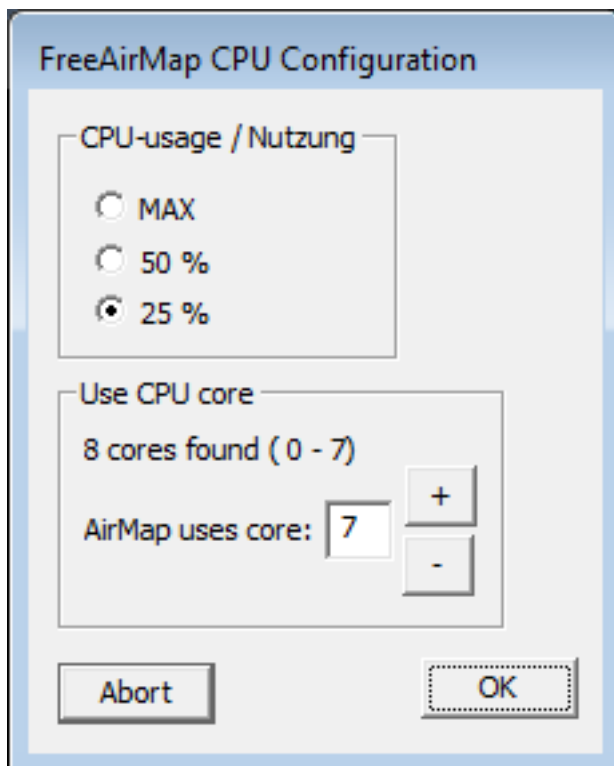 FreeAirMap CPU Configuration
CPU-usage / Nutzung
MAX
50 %
25 %
Use CPU core
8 cores found ( 0 - 7)
AirMap uses core: 7
+
-
Abort
OK